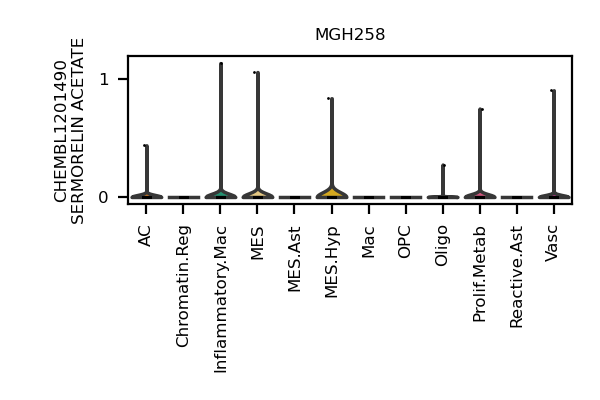 MGH258
CHEMBL1201490
SERMORELIN ACETATE
1
0
AC
Chromatin.Reg
Inflammatory.Mac
MES
MES.Ast
MES.Hyp
Mac
OPC
Oligo
Prolif.Metab
Reactive.Ast
Vasc